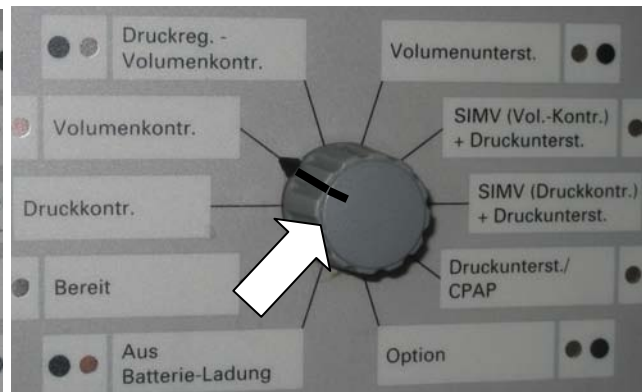 Druckreg. -
Volumenkontr.
Volumenunterst.
Volumenkontr.
SIMV (Vol.-Kontr.)
+ Druckunterst.
Druckkontr.
SIMV (Druckkontr.)
+ Druckunterst.
Bereit
Druckunterst./
CPAP
Aus
Batterie-Ladung
Option